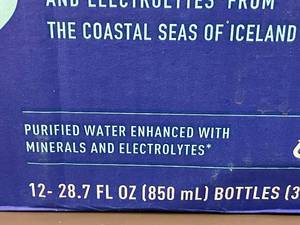 AND ELECTROLYTES FROM
THE COASTAL SEAS OF ICELAND
PURIFIED WATER ENHANCED WITH
MINERALS AND ELECTROLYTES*
12- 28.7 FL OZ (850 mL) BOTTLES (3